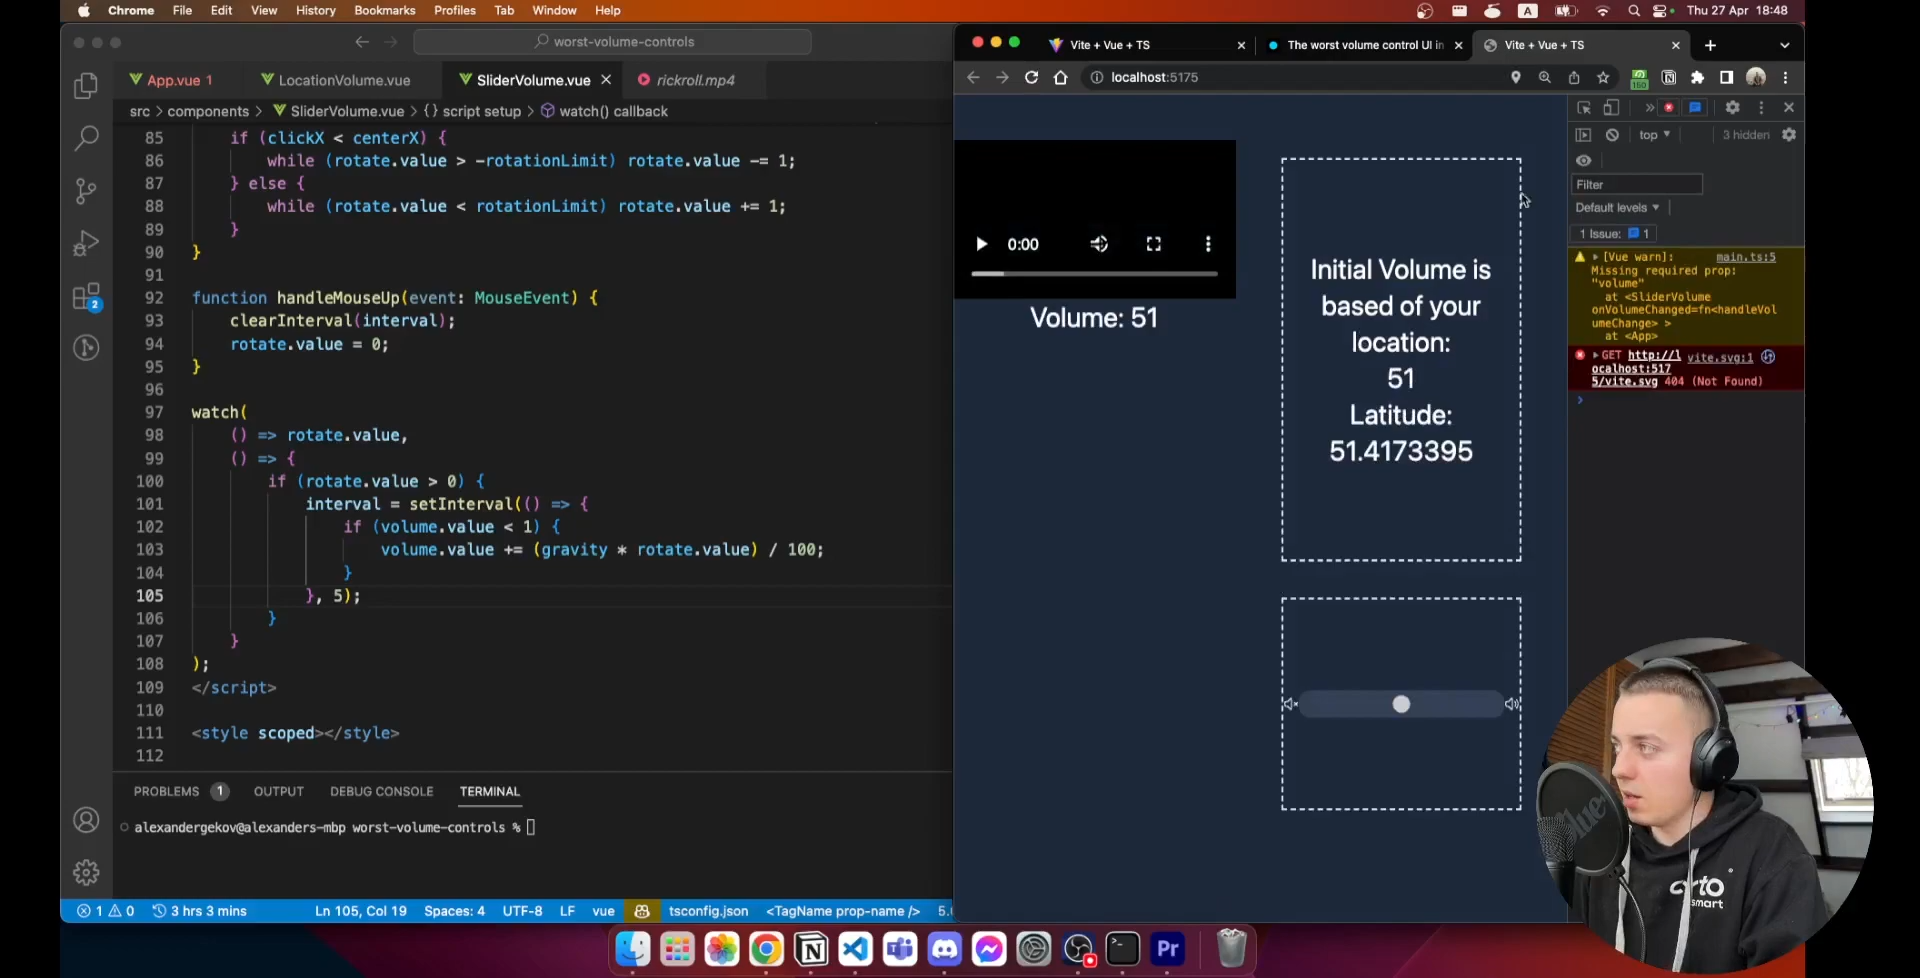 Chrome File Edit View History Bookmarks Profiles Tab Window Help
A Thu 27 Apr 18:48
worst-volume-controls
App.vue 1 LocationVolume.vue SliderVolume.vue rickroll.mp4
src > components > SliderVolume.vue > {} script setup > watch() callback
85 if (clickX < centerX) {
86 while (rotate.value > -rotationLimit) rotate.value -= 1;
87 } else {
88 while (rotate.value < rotationLimit) rotate.value += 1;
89 }
90 }
91
92 function handleMouseUp(event: MouseEvent) {
93 clearInterval(interval);
94 rotate.value = 0;
95 }
96
97 watch(
98 () => rotate.value,
99 () => {
100 if (rotate.value > 0) {
101 interval = setInterval(() => {
102 if (volume.value < 1) {
103 volume.value += (gravity * rotate.value) / 100;
104 }
105 }, 5);
106 }
107 }
108 );
109 </script>
110
111 <style scoped></style>
112
2
PROBLEMS 1 OUTPUT DEBUG CONSOLE TERMINAL
alexandergekov@alexanders-mbp worst-volume-controls %
1 0 3 hrs 3 mins Ln 105, Col 19 Spaces: 4 UTF-8 LF vue tsconfig.json <TagName prop-name /> 5.0
Vite + Vue + TS The worst volume control UI in Vite + Vue + TS
localhost:5175
0:00
Volume: 51
Initial Volume is
based of your
location:
51
Latitude:
51.4173395
top 3 hidden
Filter
Default levels
1 Issue: 1
[Vue warn]: main.ts:5
Missing required prop:
"volume"
at <SliderVolume
onVolumeChanged=fn<handleVol
umeChange> >
at <App>
GET http://l vite.svg:1
ocalhost:517
5/vite.svg 404 (Not Found)
Blue
smart
Pr